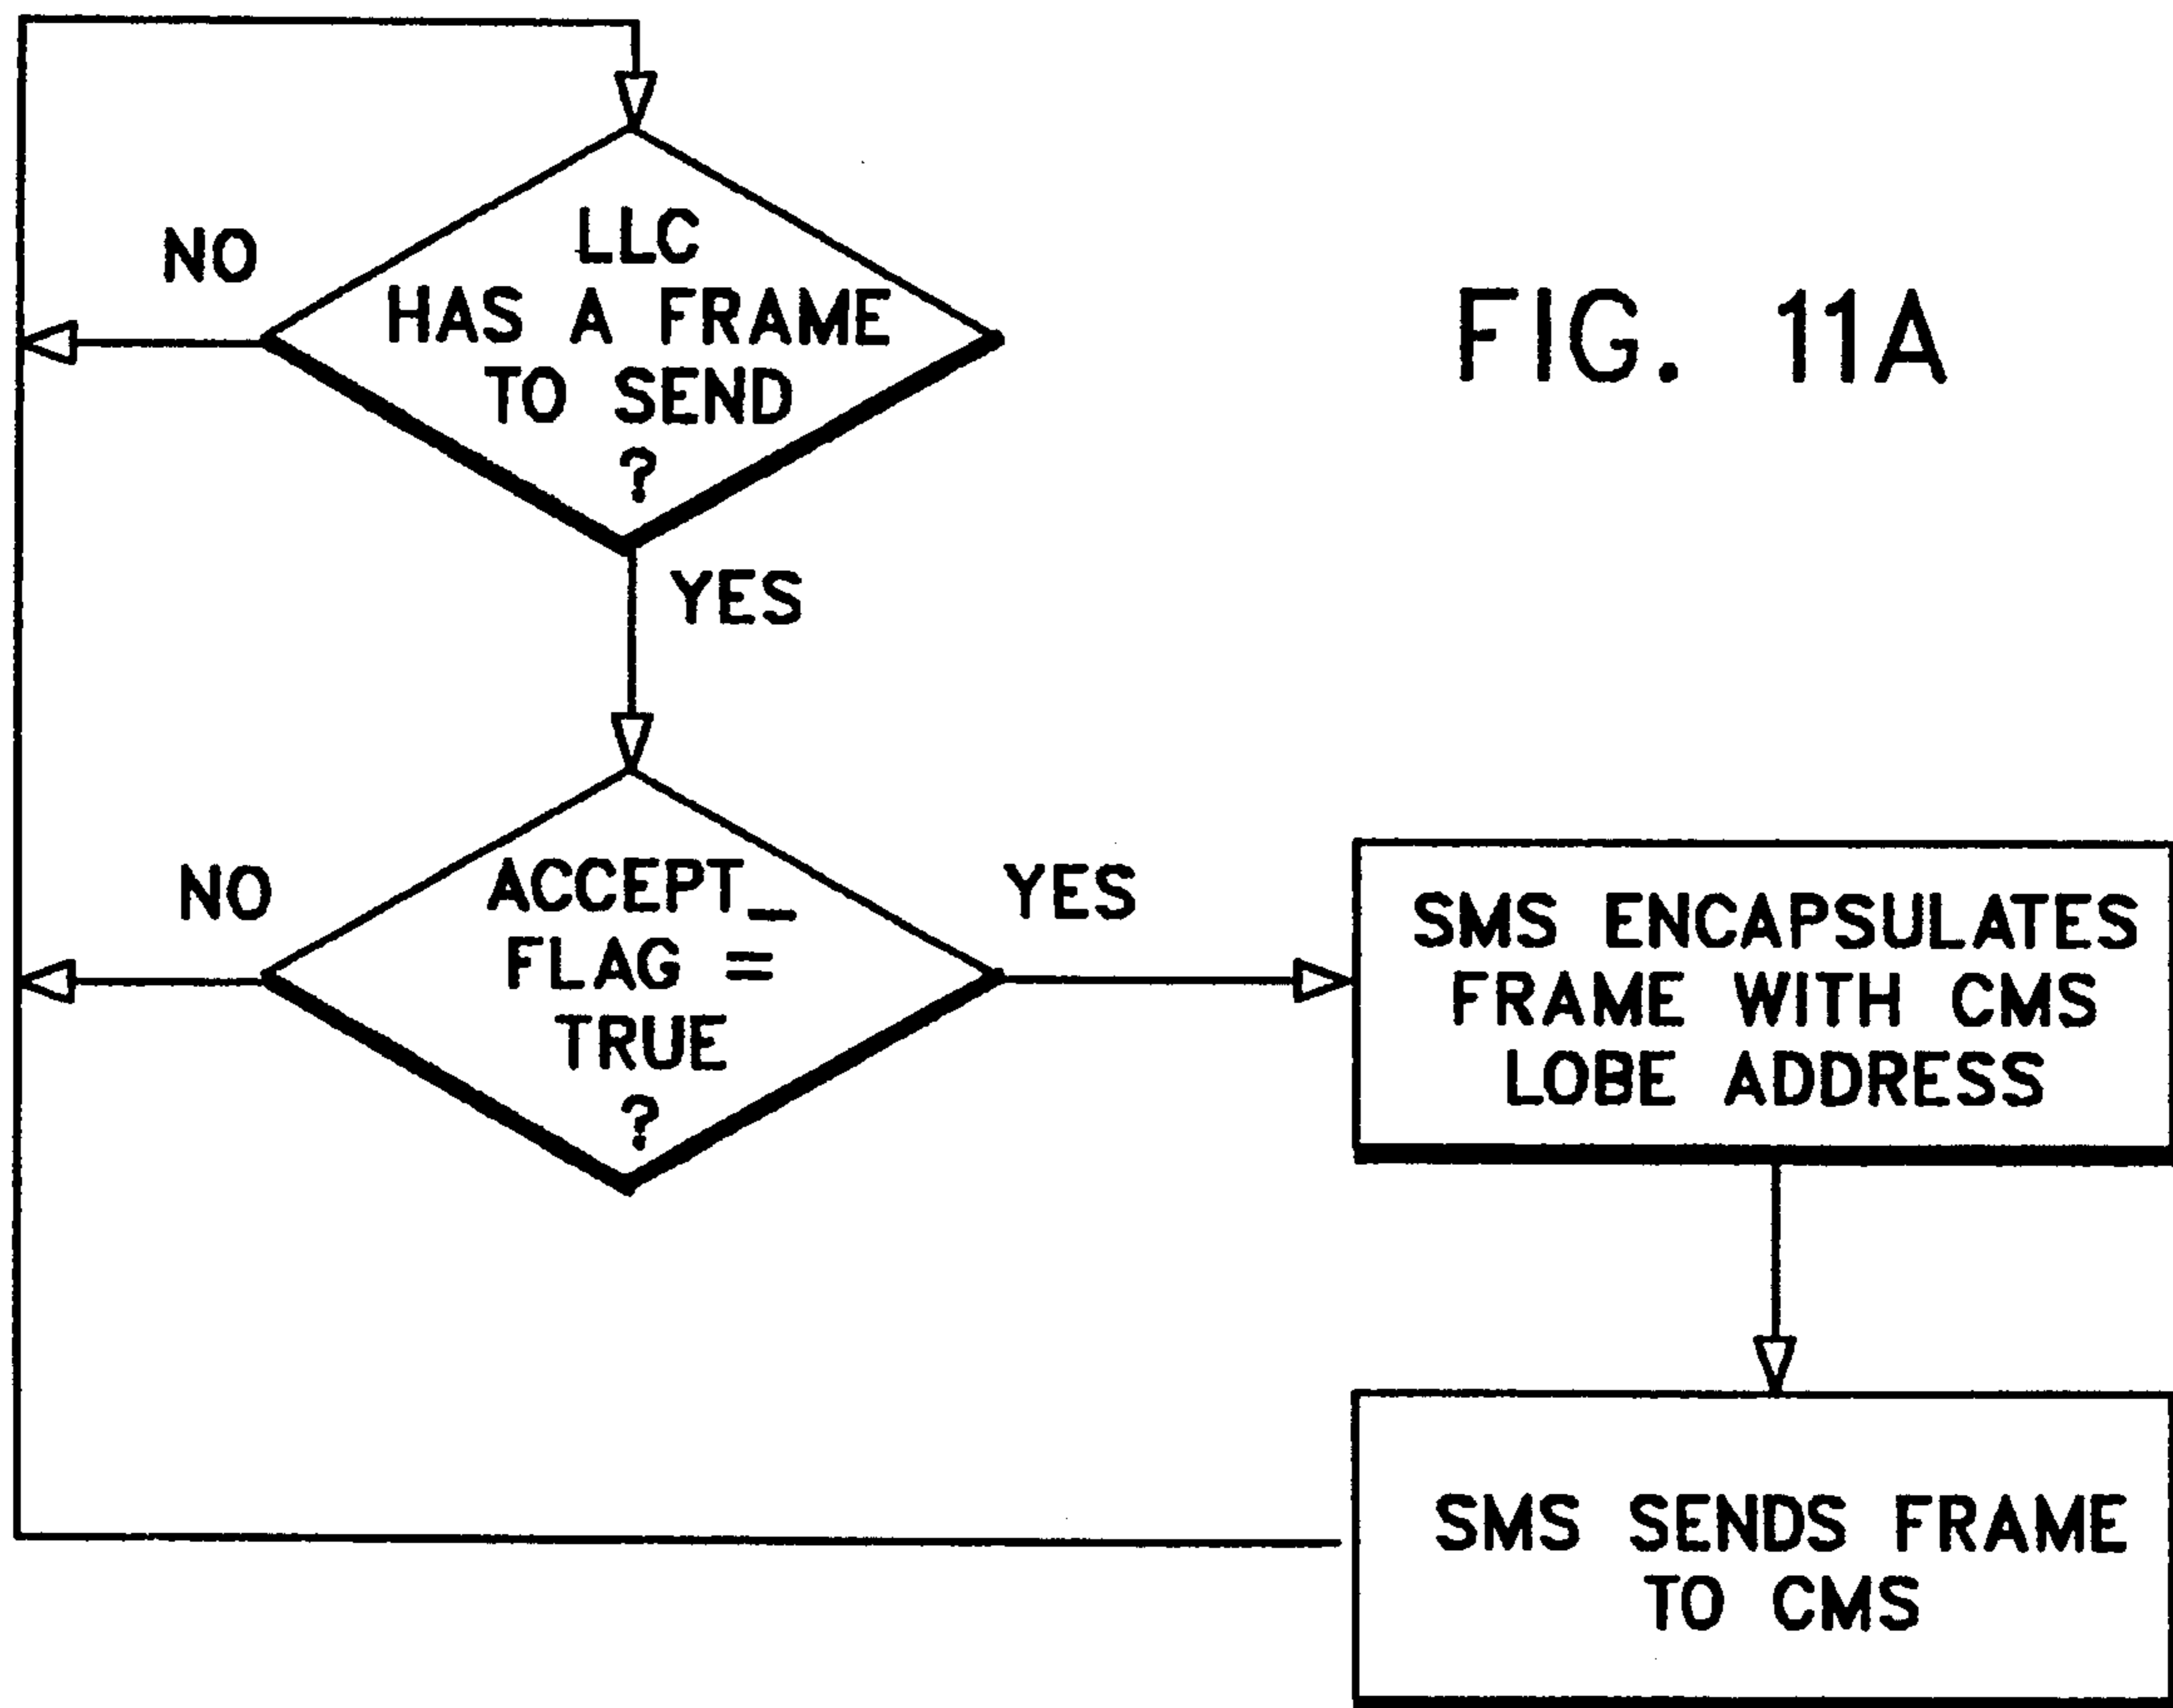 NO
LLC
HAS A FRAME
TO SEND
?
FIG. 11A
YES
NO
ACCEPT_
FLAG =
TRUE
?
YES
SMS ENCAPSULATES
FRAME WITH CMS
LOBE ADDRESS
SMS SENDS FRAME
TO CMS